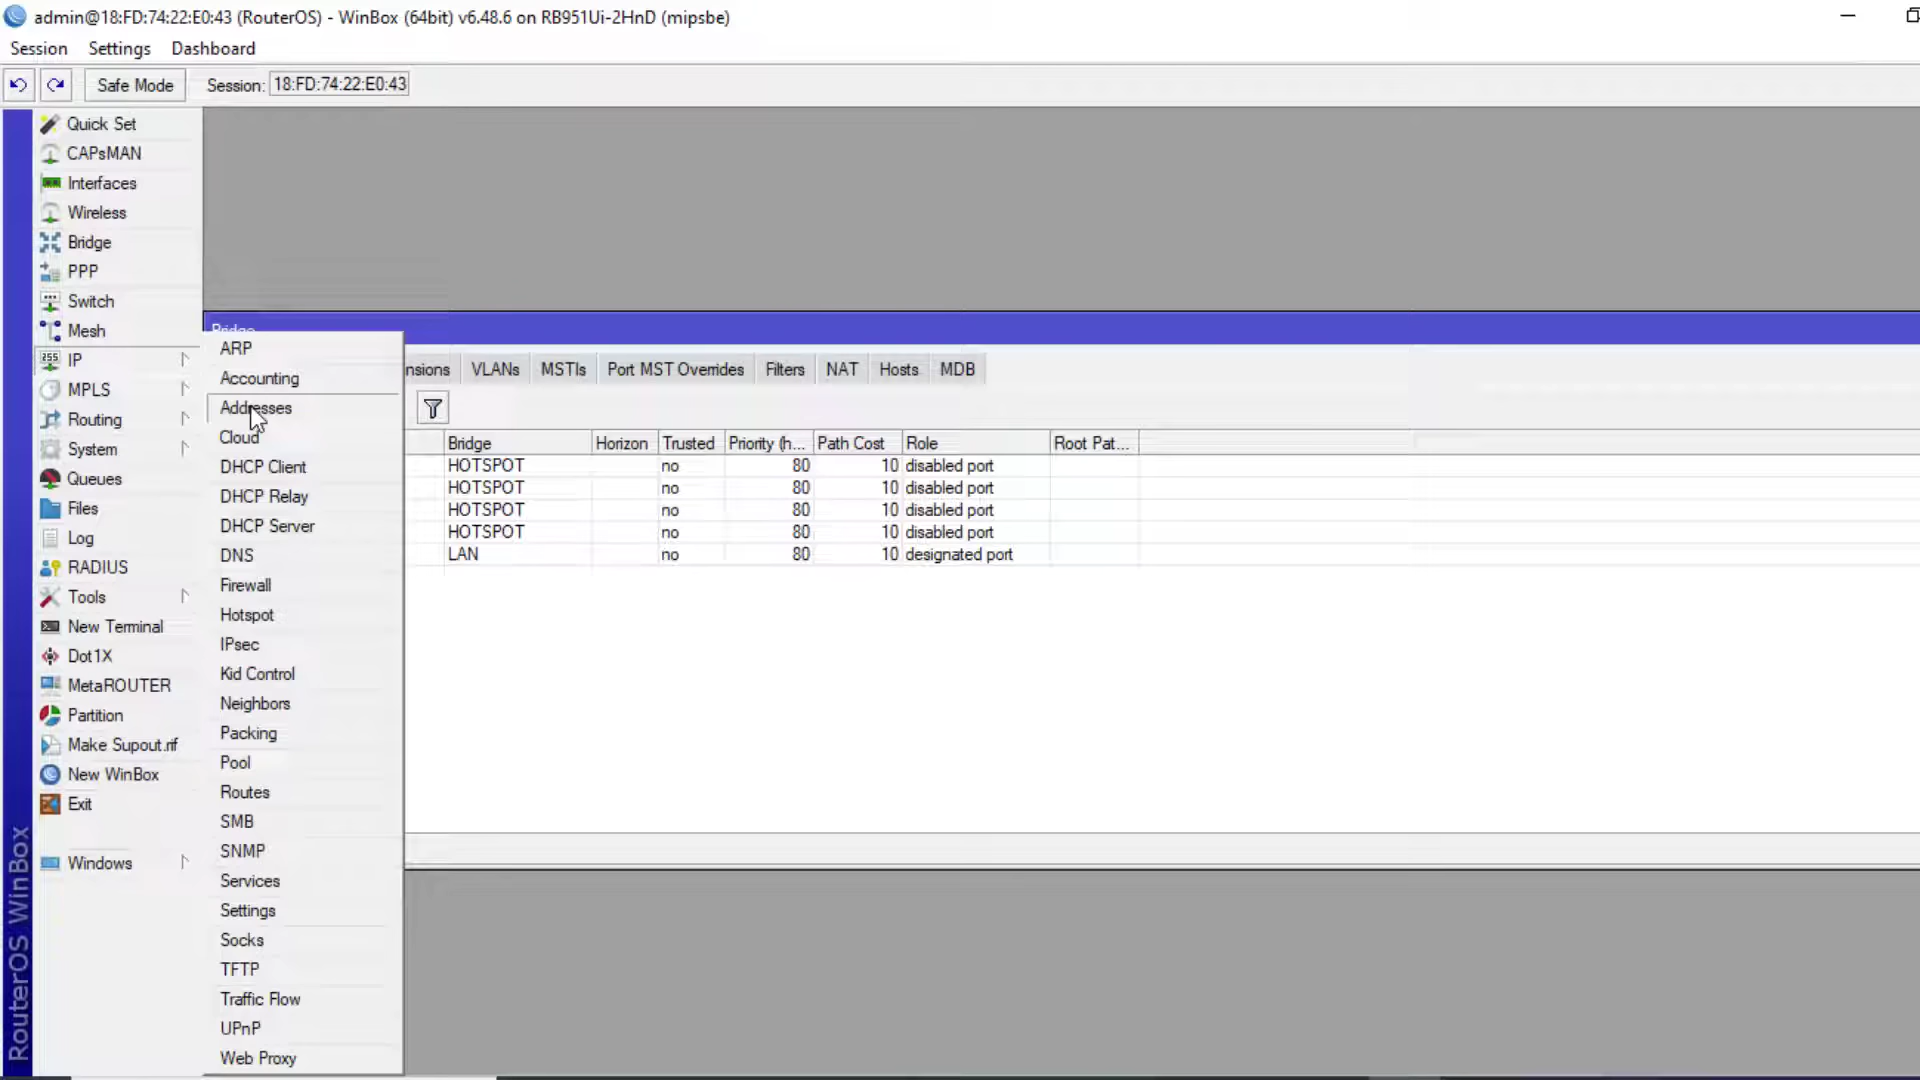 admin@18:FD:74:22:E0:43 (RouterOS) - WinBox (64bit) v6.48.6 on RB951Ui-2HnD (mipsbe)
Session Settings Dashboard
Safe Mode Session: 18:FD:74:22:E0:43
Quick Set
CAPsMAN
Interfaces
Wireless
Bridge
PPP
Switch
Mesh
IP
MPLS
Routing
System
Queues
Files
Log
RADIUS
Tools
New Terminal
Dot1X
MetaROUTER
Partition
Make Supout.rif
New WinBox
Exit
Windows
RouterOS WinBox
Bridge
ARP
Accounting
Addresses
Cloud
DHCP Client
DHCP Relay
DHCP Server
DNS
Firewall
Hotspot
IPsec
Kid Control
Neighbors
Packing
Pool
Routes
SMB
SNMP
Services
Settings
Socks
TFTP
Traffic Flow
UPnP
Web Proxy
nsions VLANs MSTIs Port MST Overrides Filters NAT Hosts MDB
Bridge Horizon Trusted Priority (h... Path Cost Role Root Pat...
HOTSPOT no 80 10 disabled port
HOTSPOT no 80 10 disabled port
HOTSPOT no 80 10 disabled port
HOTSPOT no 80 10 disabled port
LAN no 80 10 designated port